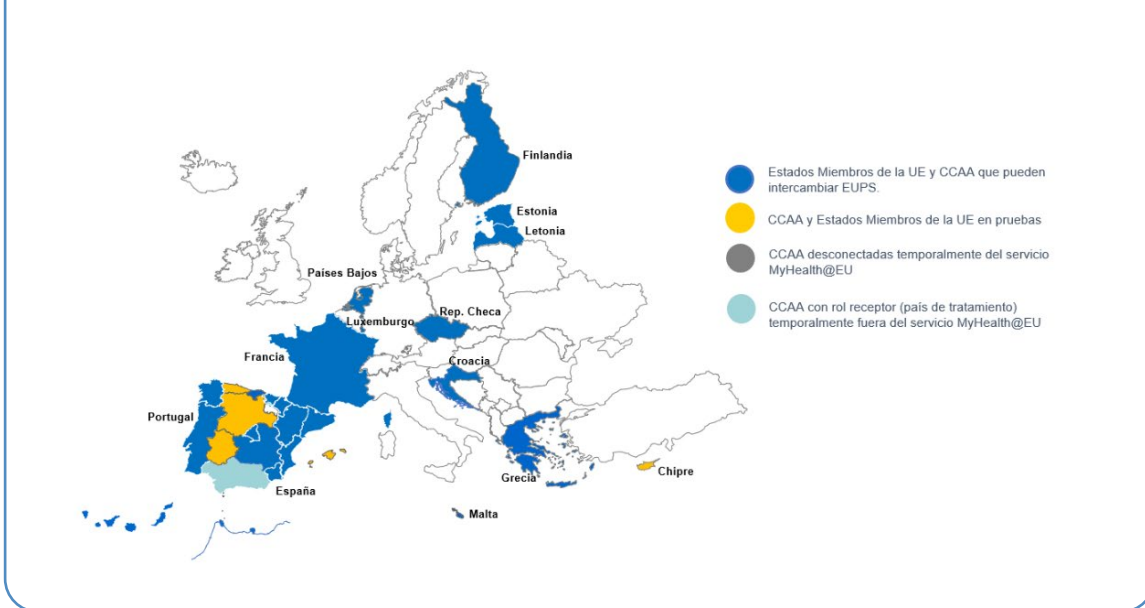 Finlandia
Estonia
Letonia
Países Bajos
Luxemburgo
Rep. Checa
Francia
Croacia
Portugal
España
Grecia
Chipre
Malta
Estados Miembros de la UE y CCAA que pueden
intercambiar EUPS.
CCAA y Estados Miembros de la UE en pruebas
CCAA desconectadas temporalmente del servicio
MyHealth@EU
CCAA con rol receptor (país de tratamiento)
temporalmente fuera del servicio MyHealth@EU